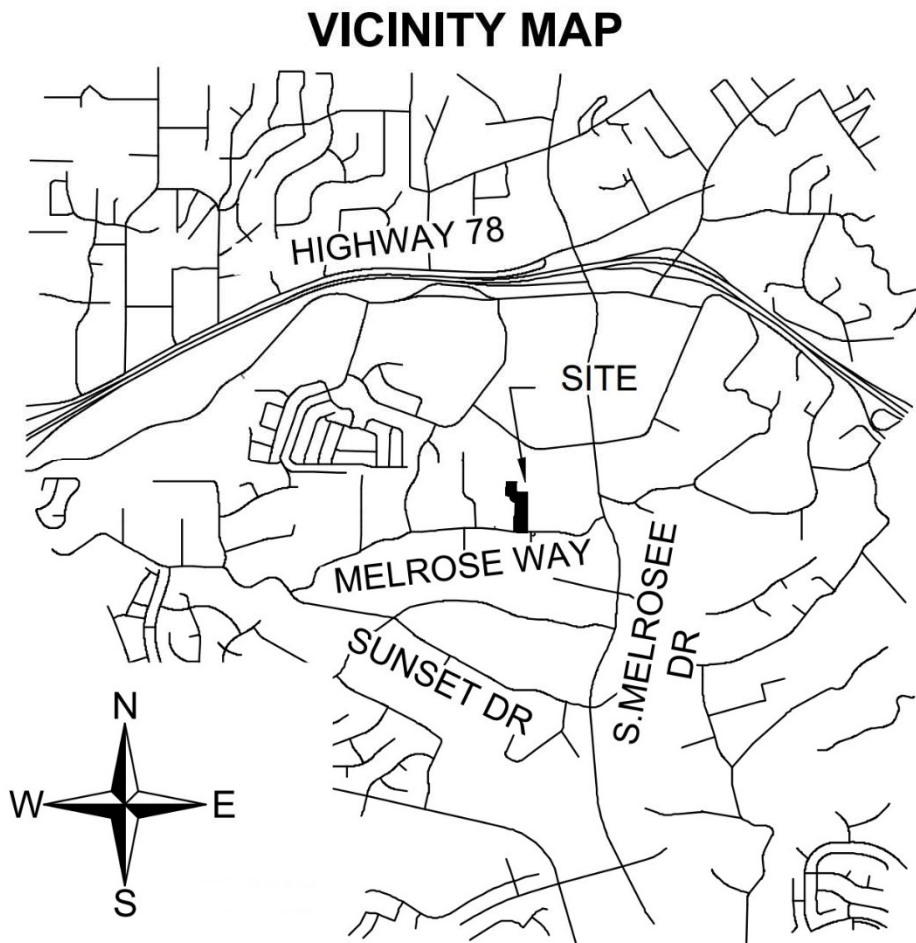 VICINITY MAP
HIGHWAY 78
SITE
MELROSE WAY
S.MELROSEE
DR
SUNSET DR
N
W
E
S